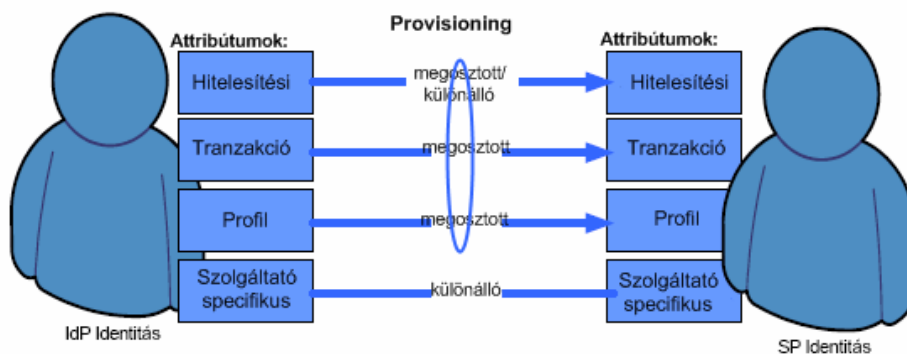 Provisioning
Attribútumok:
Attribútumok:
Hitelesítési
megosztott/
különálló
Hitelesítési
Tranzakció
megosztott
Tranzakció
Profil
megosztott
Profil
Szolgáltató
specifikus
különálló
Szolgáltató
specifikus
IdP Identitás
SP Identitás